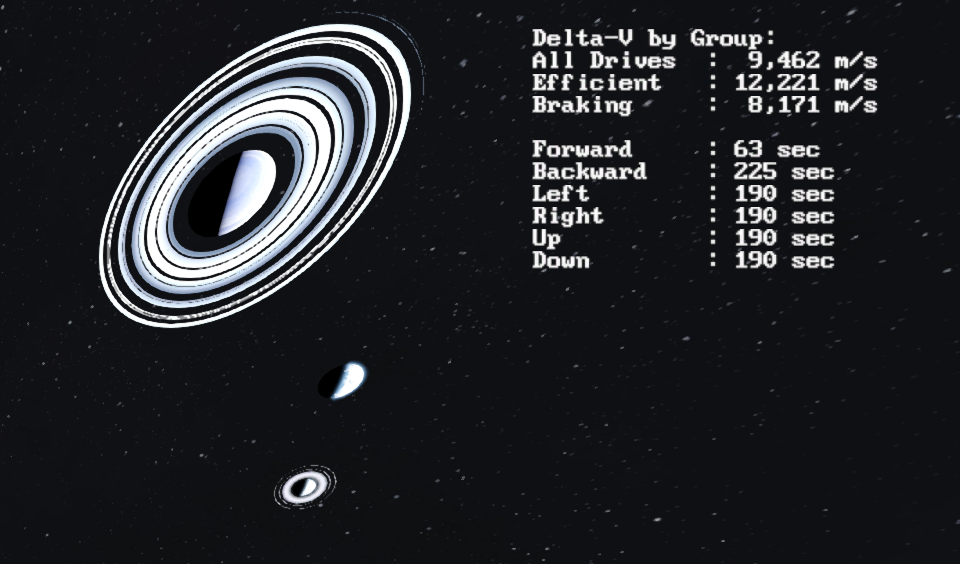 Delta-V by Group:
All Drives : 9,462 m/s
Efficient : 12,221 m/s
Braking : 8,171 m/s
Forward : 63 sec
Backward : 225 sec
Left : 190 sec
Right : 190 sec
Up : 190 sec
Down : 190 sec